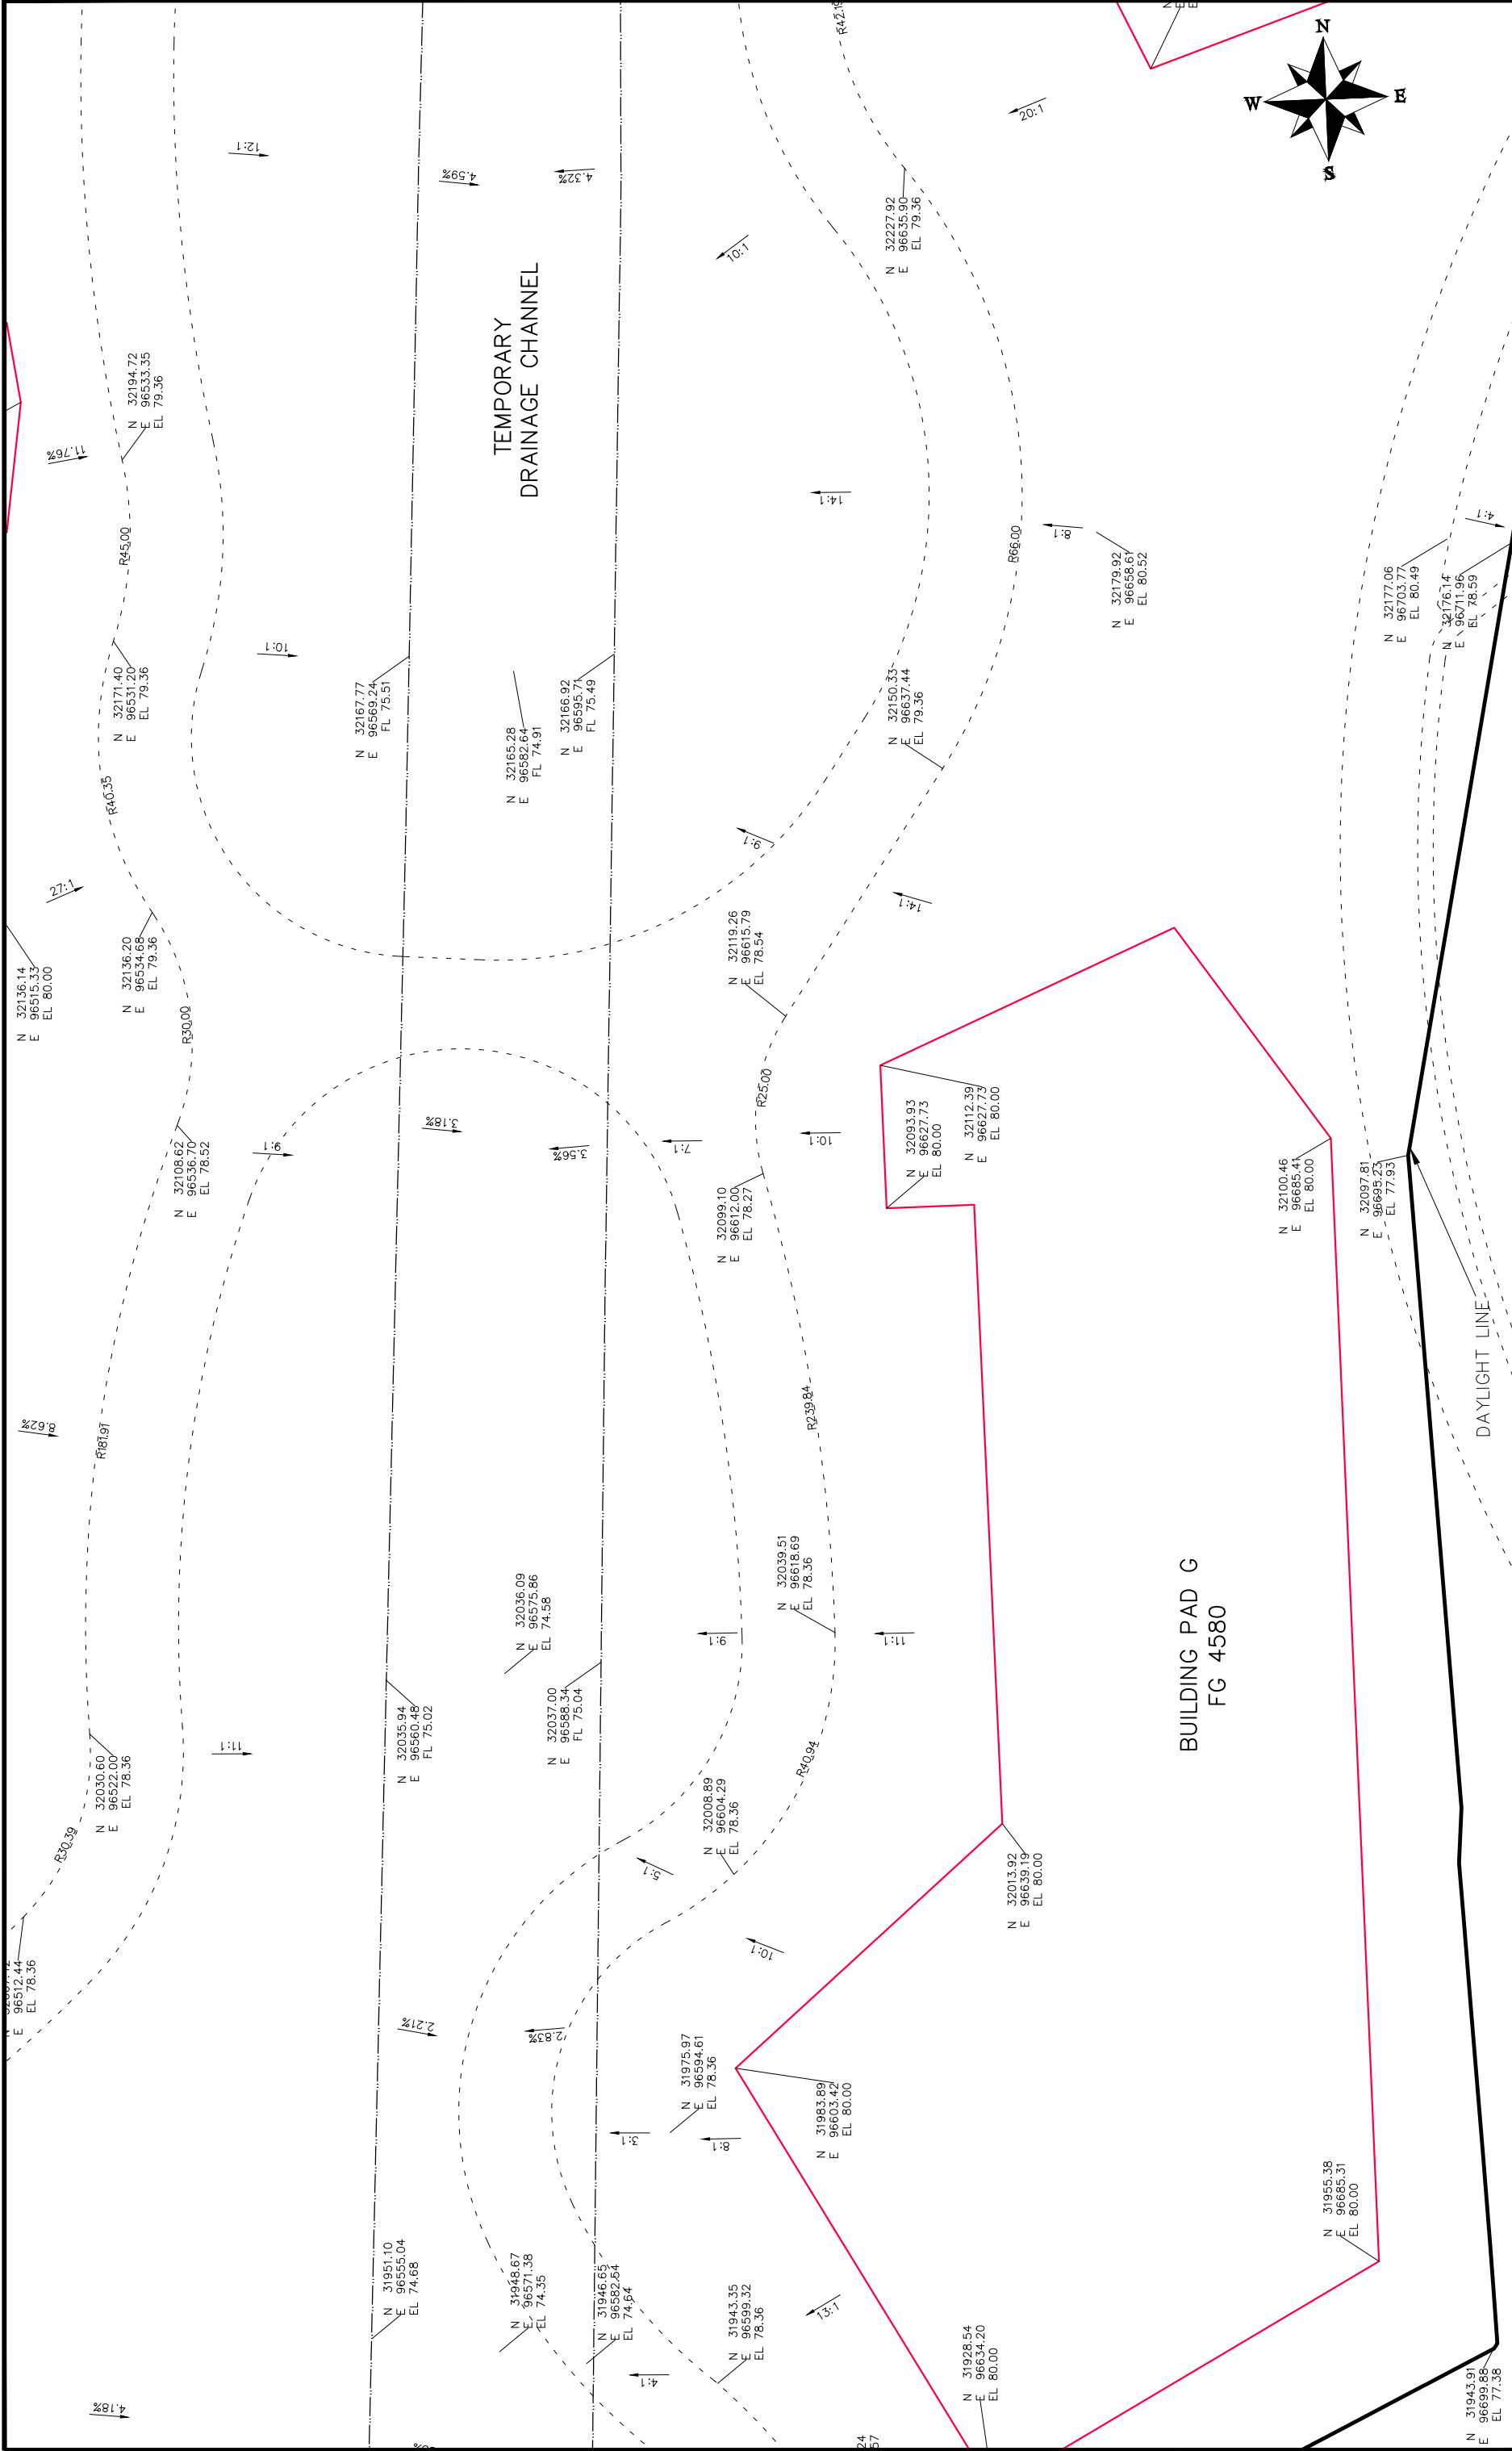 N
W
E
S
R42.19
N
E
20:1
12:1
4.59%
4.32%
10:1
N 32227.92
E 96635.90
EL 79.36
TEMPORARY
DRAINAGE CHANNEL
N 32194.72
E 96533.35
EL 79.36
11.76%
R45.00
14:1
R66.00
8:1
N 32179.92
E 96658.61
EL 80.52
4:1
N 32177.06
E 96703.77
EL 80.49
N 32176.14
E 96711.96
EL 78.59
10:1
N 32171.40
E 96531.20
EL 79.36
N 32167.77
E 96569.24
FL 75.51
N 32165.28
E 96582.64
FL 74.91
N 32166.92
E 96595.71
FL 75.49
N 32150.33
E 96637.44
EL 79.36
R40.35
9:1
27:1
14:1
N 32136.14
E 96515.33
EL 80.00
N 32136.20
E 96534.68
EL 79.36
N 32119.26
E 96615.79
EL 78.54
R30.00
R25.00
3.18%
3.56%
7:1
10:1
9:1
N 32108.62
E 96536.70
EL 78.52
N 32099.10
E 96612.00
EL 78.27
N 32093.93
E 96627.73
EL 80.00
N 32112.39
E 96627.73
EL 80.00
N 32100.46
E 96685.41
EL 80.00
N 32097.81
E 96695.23
EL 77.93
DAYLIGHT LINE
8.62%
R181.97
R239.84
N 32036.09
E 96575.86
EL 74.58
N 32039.51
E 96618.69
EL 78.36
9:1
11:1
BUILDING PAD G
FG 4580
11:1
N 32030.60
E 96522.00
EL 78.36
N 32035.94
E 96560.48
FL 75.02
N 32037.00
E 96588.34
FL 75.04
R40.94
R30.39
N 32008.89
E 96604.29
EL 78.36
5:1
N 32013.92
E 96639.19
EL 80.00
10:1
E 96512.44
EL 78.36
2.21%
2.83%
N 31975.97
E 96594.61
EL 78.36
N 31983.89
E 96603.42
EL 80.00
3:1
8:1
N 31955.38
E 96685.31
EL 80.00
N 31951.10
E 96555.04
EL 74.68
N 31948.67
E 96571.38
EL 74.35
N 31946.65
E 96582.54
EL 74.64
N 31943.35
E 96599.32
EL 78.36
13:1
4:1
N 31928.54
E 96634.20
EL 80.00
N 31943.91
E 96699.88
EL 77.38
4.18%
24
57